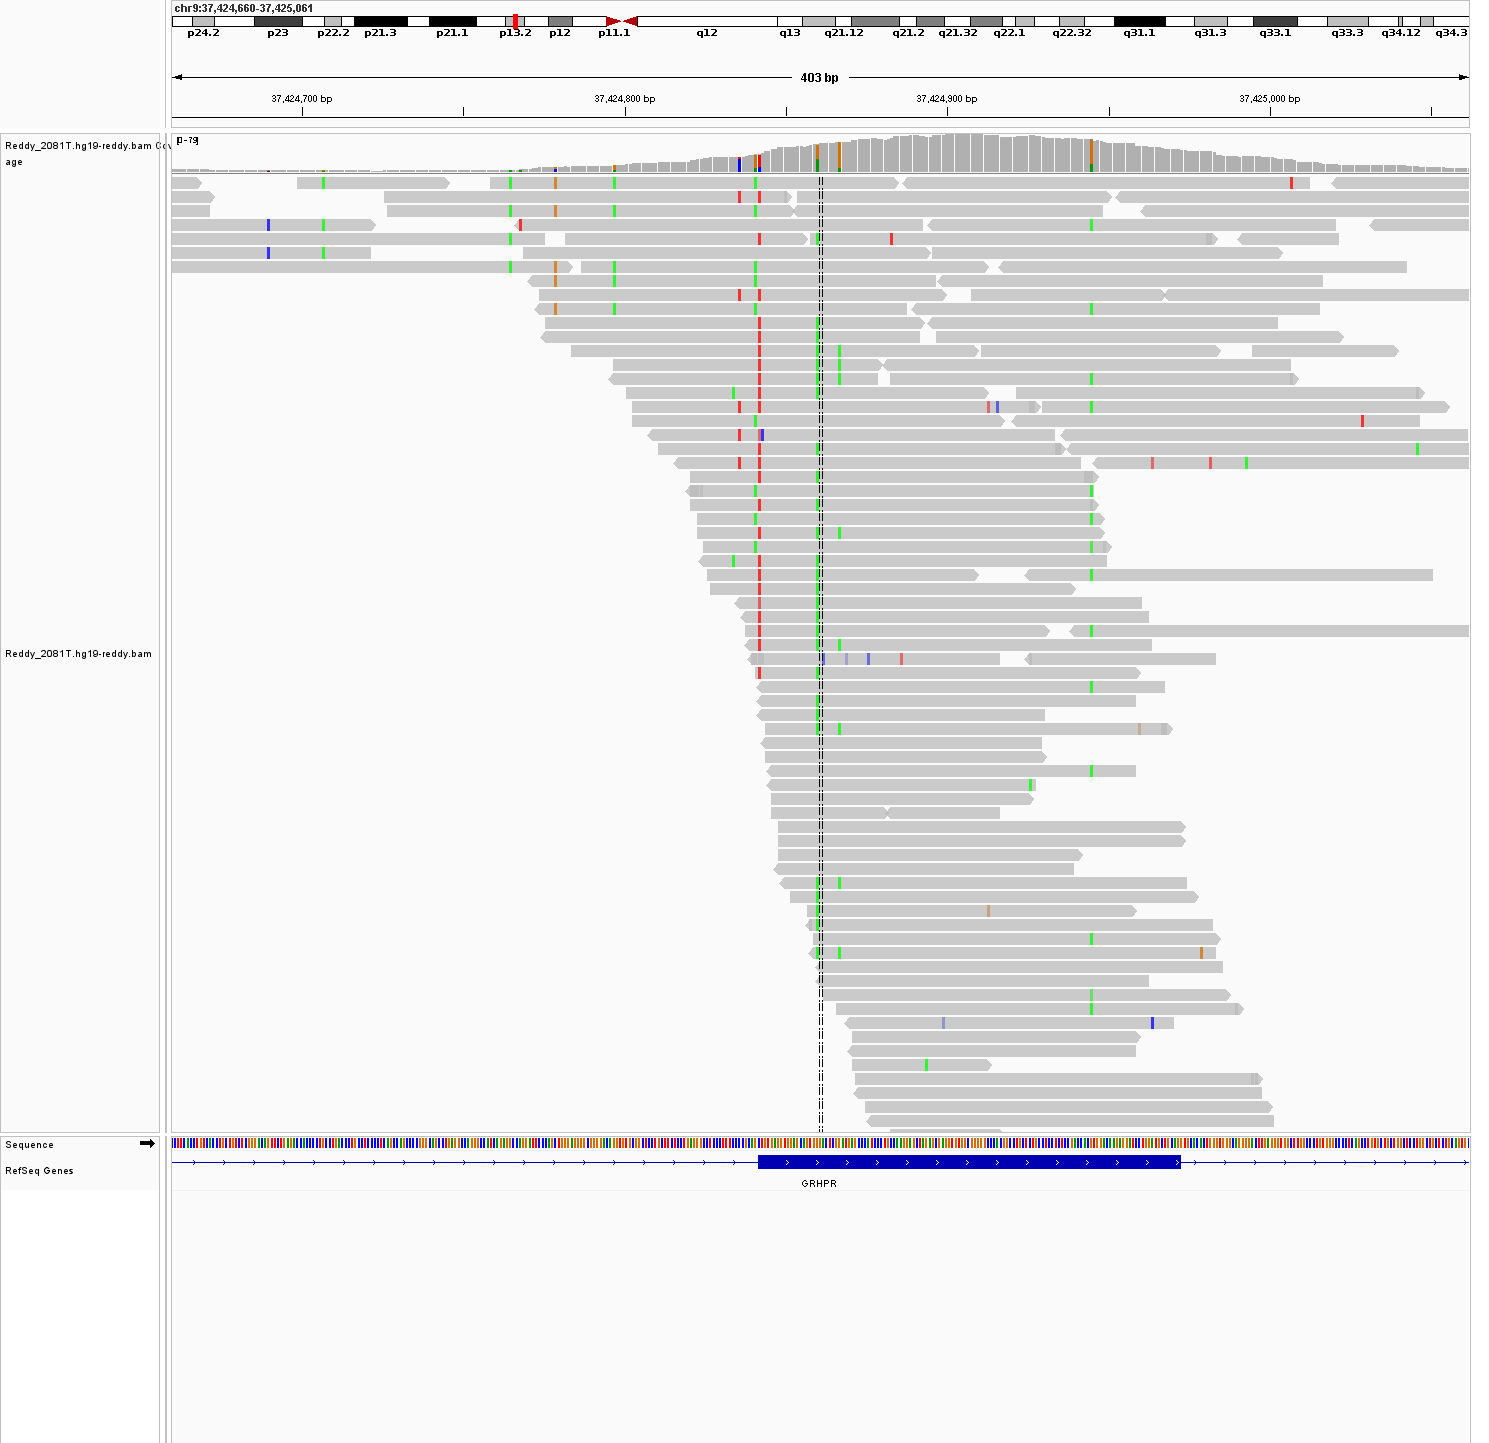 chr9:37,424,660-37,425,061
p24.2 p23 p22.2 p21.3 p21.1 p13.2 p12 p11.1 q12 q13 q21.12 q21.2 q21.32 q22.1 q22.32 q31.1 q31.3 q33.1 q33.3 q34.12 q34.3
403 bp
37,424,700 bp 37,424,800 bp 37,424,900 bp 37,425,000 bp
[0-79]
Reddy_2081T.hg19-reddy.bam Cov
age
Reddy_2081T.hg19-reddy.bam
Sequence
RefSeq Genes
GRHPR